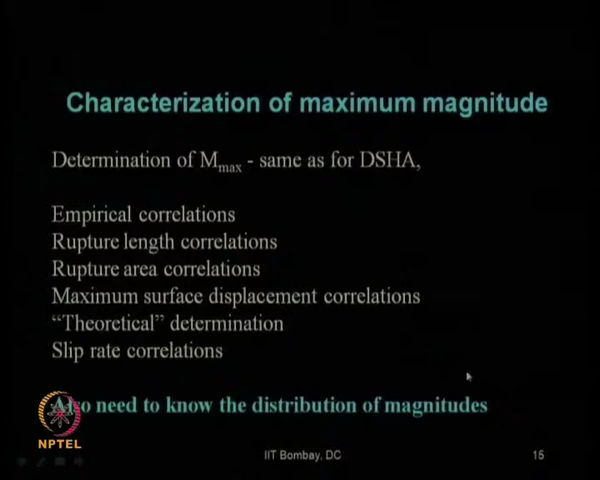 Characterization of maximum magnitude
Determination of Mmax - same as for DSHA,
Empirical correlations
Rupture length correlations
Rupture area correlations
Maximum surface displacement correlations
“Theoretical” determination
Slip rate correlations
Also need to know the distribution of magnitudes
NPTEL
IIT Bombay, DC
15